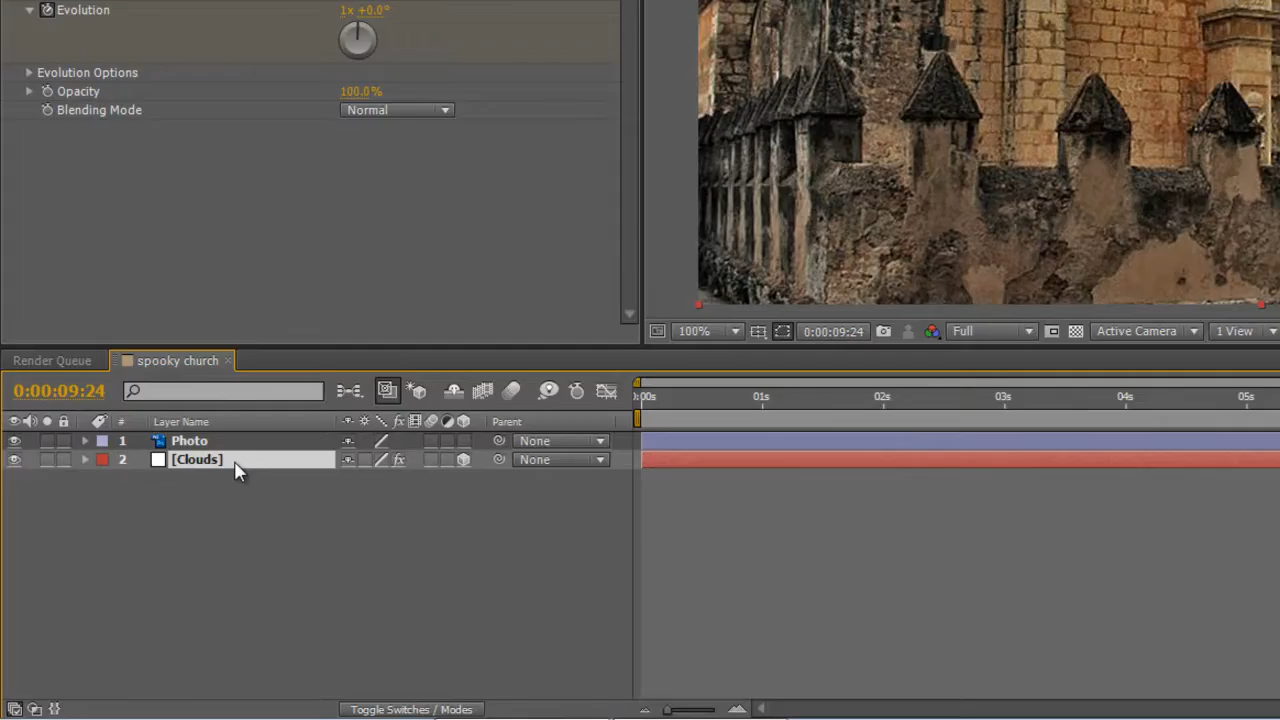 Evolution 1x +0.0°
Evolution Options
Opacity 100.0%
Blending Mode Normal
100% 0:00:09:24 Full Active Camera 1 View
Render Queue spooky church ×
0:00:09:24
:00s 01s 02s 03s 04s 05s
# Layer Name fx Parent
1 Photo None
2 [Clouds] fx None
Toggle Switches / Modes